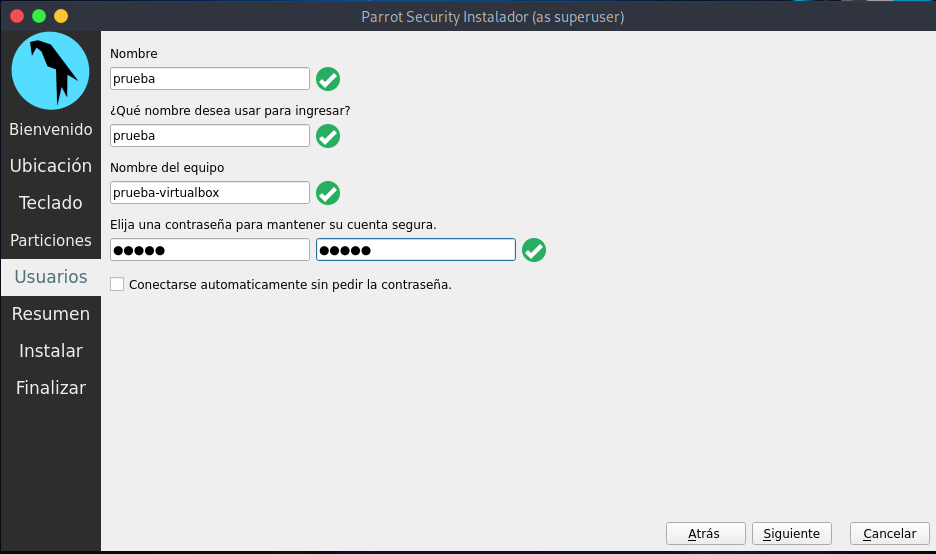 Parrot Security Instalador (as superuser)
Bienvenido
Ubicación
Teclado
Particiones
Usuarios
Resumen
Instalar
Finalizar
Nombre
prueba
¿Qué nombre desea usar para ingresar?
prueba
Nombre del equipo
prueba-virtualbox
Elija una contraseña para mantener su cuenta segura.
●●●●● ●●●●●
Conectarse automaticamente sin pedir la contraseña.
Atrás Siguiente Cancelar